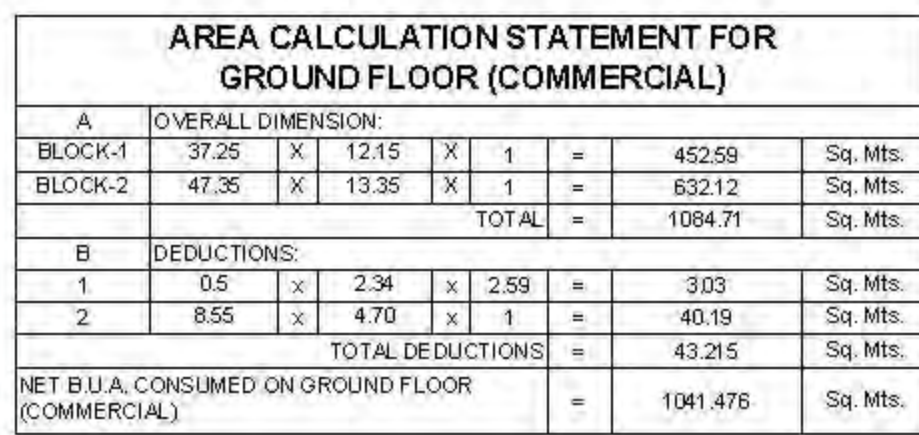 AREA CALCULATION STATEMENT FOR
GROUND FLOOR (COMMERCIAL)
A OVERALL DIMENSION:
BLOCK-1 37.25 X 12.15 X 1 = 452.59 Sq. Mts.
BLOCK-2 47.35 X 13.35 X 1 = 632.12 Sq. Mts.
TOTAL = 1084.71 Sq. Mts.
B DEDUCTIONS:
1 0.5 x 2.34 x 2.59 = 3.03 Sq. Mts.
2 8.55 x 4.70 x 1 = 40.19 Sq. Mts.
TOTAL DEDUCTIONS = 43.215 Sq. Mts.
NET B.U.A. CONSUMED ON GROUND FLOOR
(COMMERCIAL) = 1041.476 Sq. Mts.